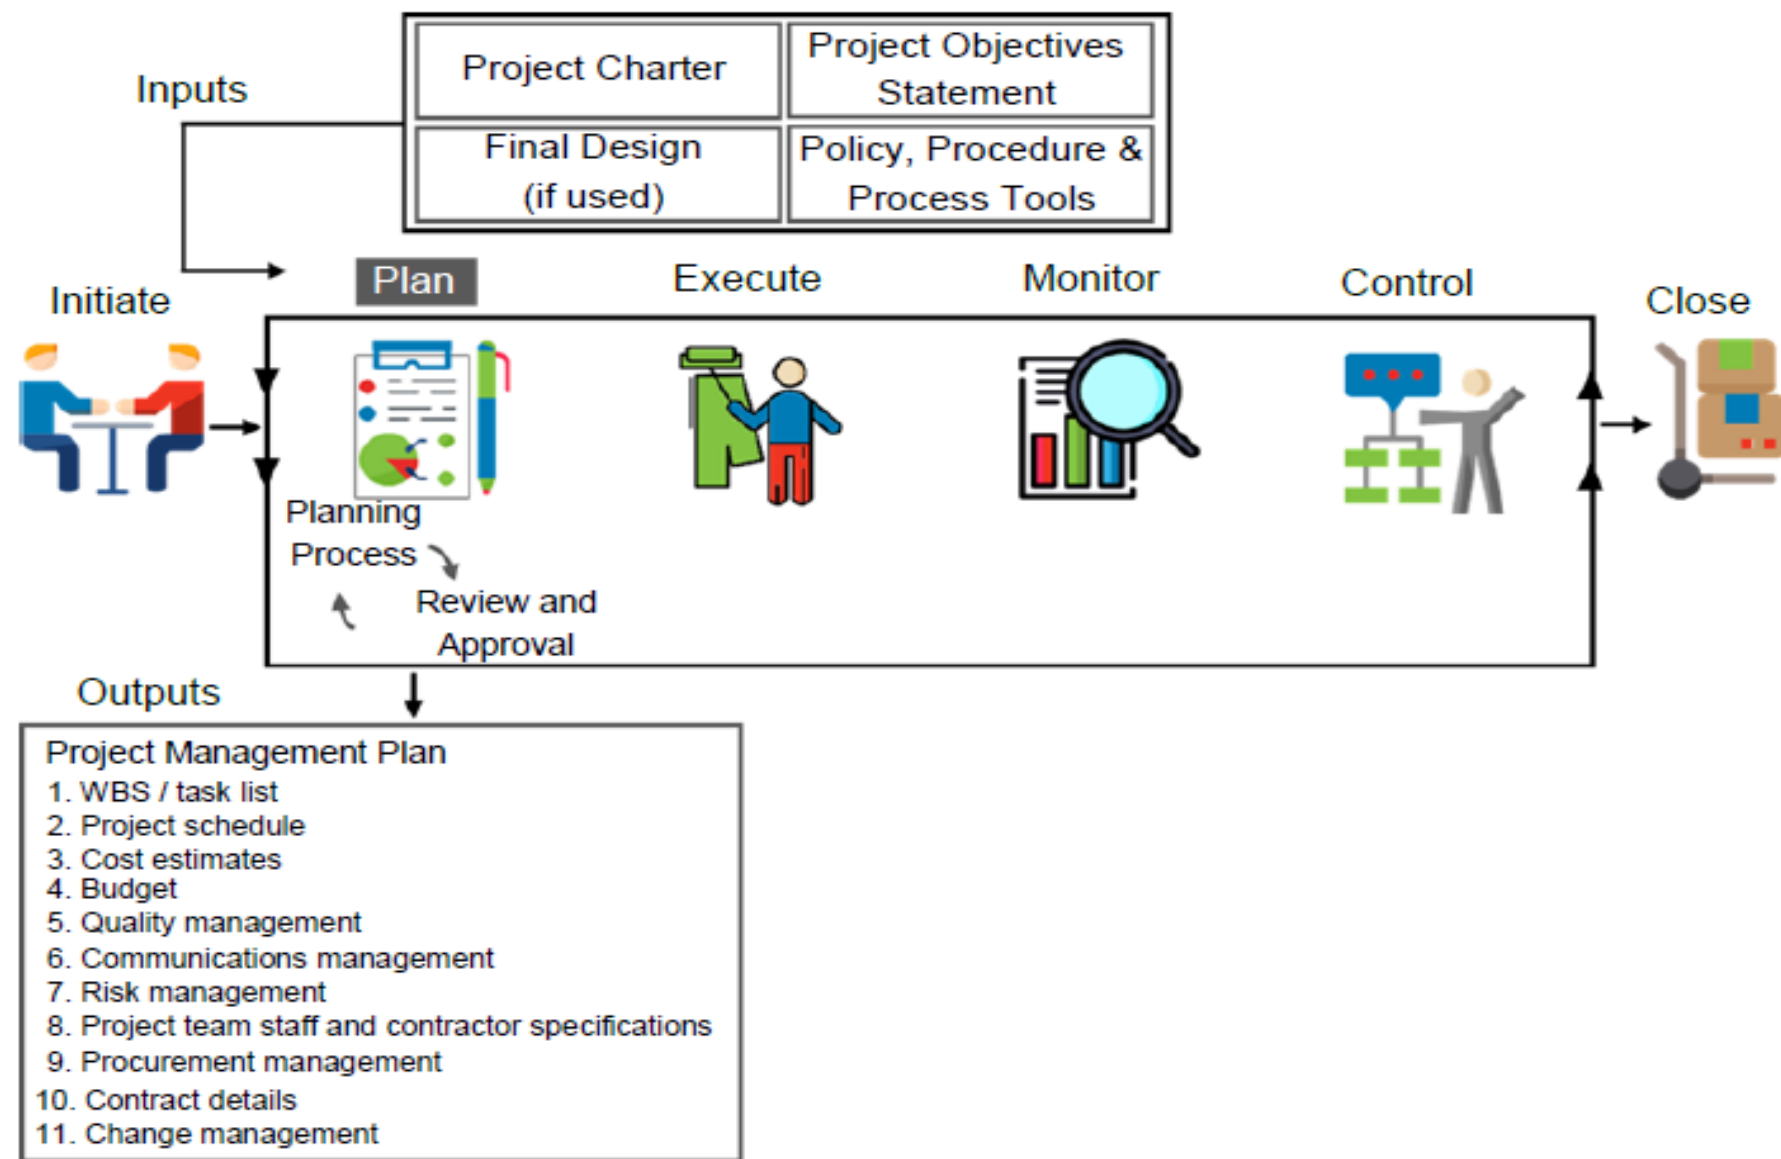 Project Charter
Project Objectives
Statement
Inputs
Final Design
(if used)
Policy, Procedure &
Process Tools
Initiate
Plan
Execute
Monitor
Control
Close
Planning
Process
Review and
Approval
Outputs
Project Management Plan
1. WBS / task list
2. Project schedule
3. Cost estimates
4. Budget
5. Quality management
6. Communications management
7. Risk management
8. Project team staff and contractor specifications
9. Procurement management
10. Contract details
11. Change management